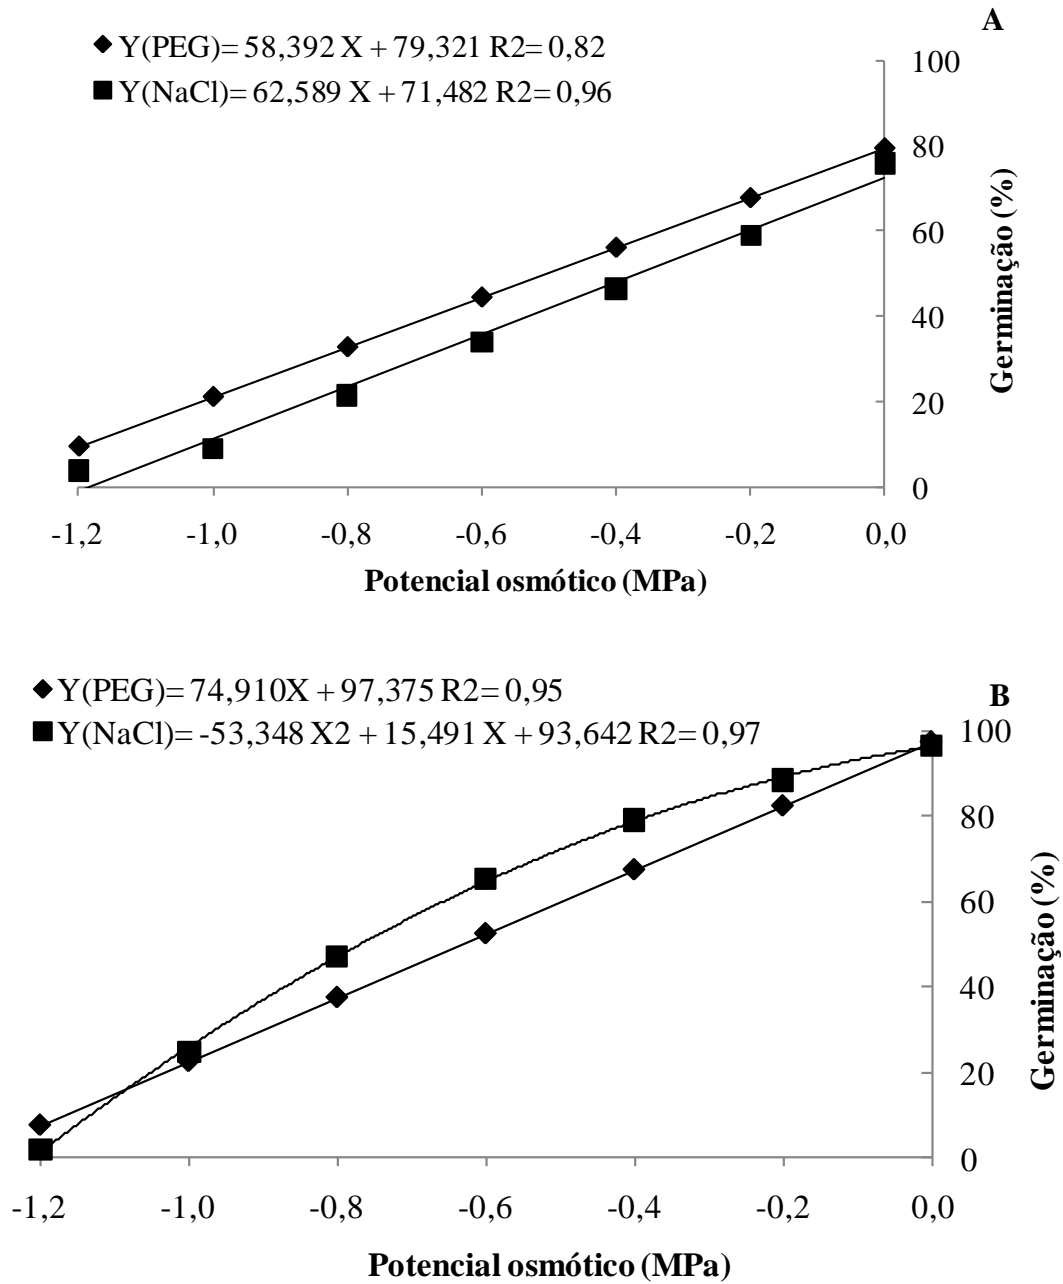 A
Y(PEG)= 58,392 X + 79,321 R2= 0,82
Y(NaCl)= 62,589 X + 71,482 R2= 0,96
100
80
60
40
20
0
Germinação (%)
-1,2 -1,0 -0,8 -0,6 -0,4 -0,2 0,0
Potencial osmótico (MPa)
Y(PEG)= 74,910X + 97,375 R2= 0,95
B
Y(NaCl)= -53,348 X2 + 15,491 X + 93,642 R2= 0,97
100
80
60
40
20
0
Germinação (%)
-1,2 -1,0 -0,8 -0,6 -0,4 -0,2 0,0
Potencial osmótico (MPa)